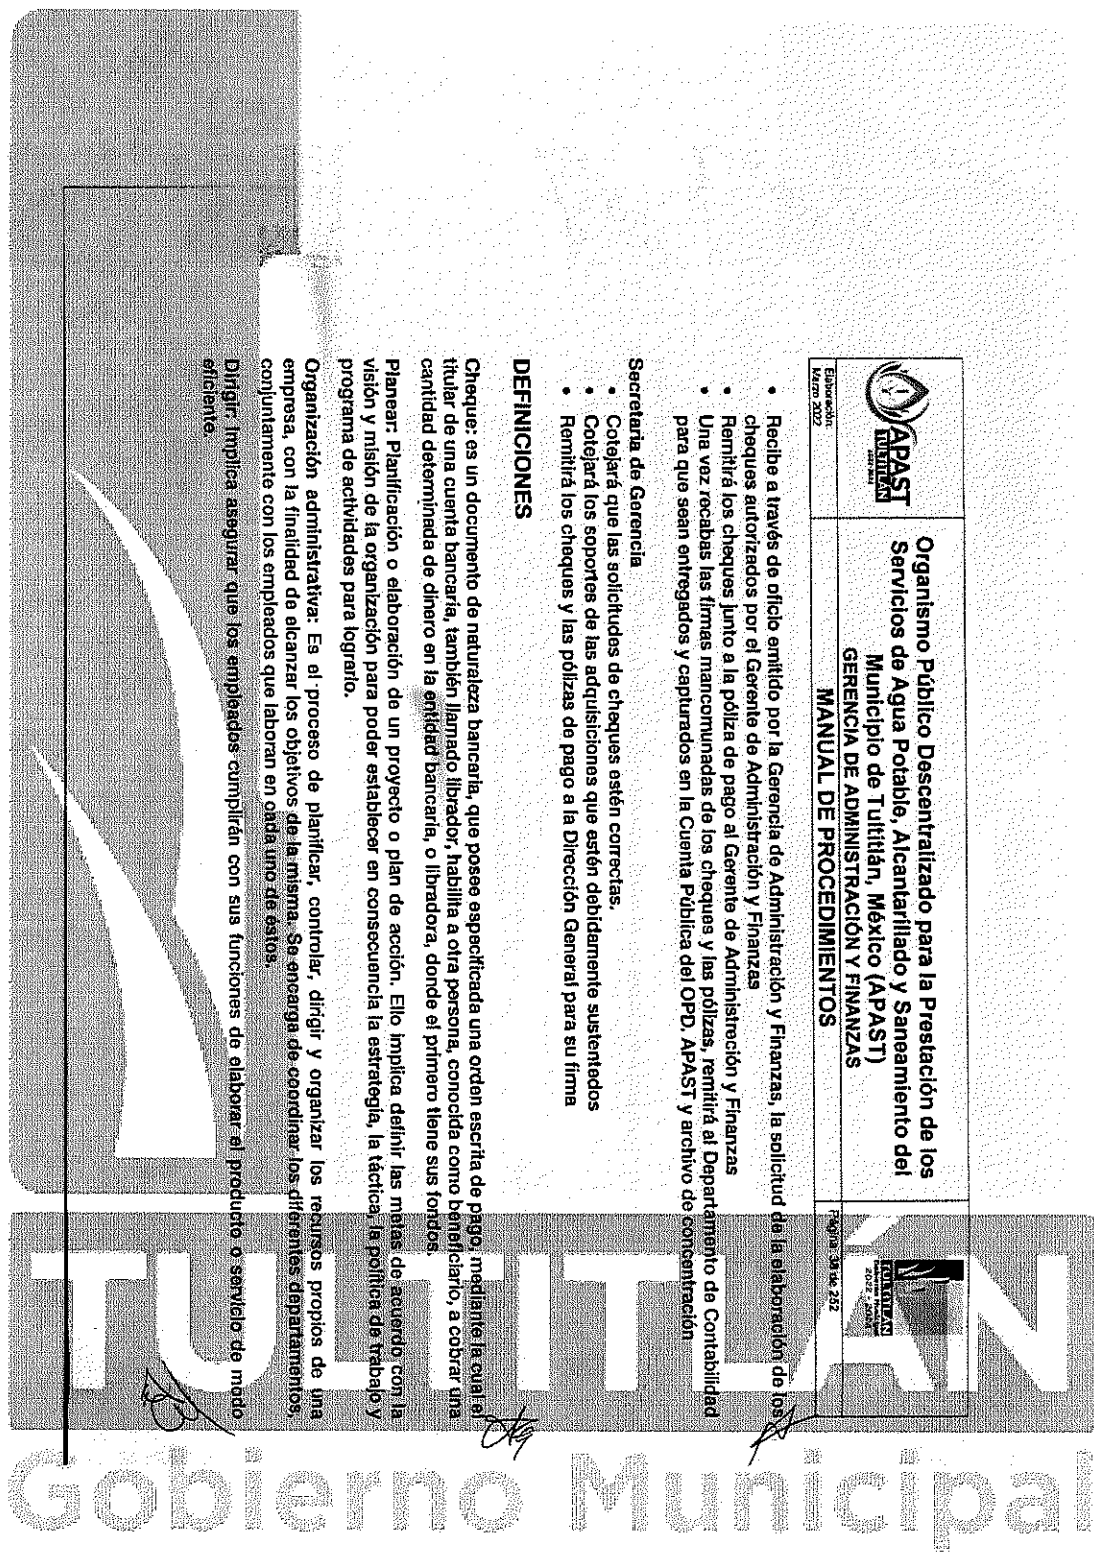 APAST
TULTITLÁN
Organismo Público Descentralizado para la Prestación de los
Servicios de Agua Potable, Alcantarillado y Saneamiento del
Municipio de Tultitlán, México (APAST)
GERENCIA DE ADMINISTRACIÓN Y FINANZAS
MANUAL DE PROCEDIMIENTOS
TULTITLÁN
2022 - 2024
Elaboración:
Marzo 2022
Página: 38 de 252
• Recibe a través de oficio emitido por la Gerencia de Administración y Finanzas, la solicitud de la elaboración de los
cheques autorizados por el Gerente de Administración y Finanzas
• Remitirá los cheques junto a la póliza de pago al Gerente de Administración y Finanzas
• Una vez recabas las firmas mancomunadas de los cheques y las pólizas, remitirá al Departamento de Contabilidad
para que sean entregados y capturados en la Cuenta Pública del OPD. APAST y archivo de concentración
Secretaria de Gerencia
• Cotejará que las solicitudes de cheques estén correctas.
• Cotejará los soportes de las adquisiciones que estén debidamente sustentados
• Remitirá los cheques y las pólizas de pago a la Dirección General para su firma
DEFINICIONES
Cheque: es un documento de naturaleza bancaria, que posee especificada una orden escrita de pago, mediante la cual el
titular de una cuenta bancaria, también llamado librador, habilita a otra persona, conocida como beneficiario, a cobrar una
cantidad determinada de dinero en la entidad bancaria, o libradora, donde el primero tiene sus fondos.
Planear: Planificación o elaboración de un proyecto o plan de acción. Ello implica definir las metas de acuerdo con la
visión y misión de la organización para poder establecer en consecuencia la estrategia, la táctica, la política de trabajo y
programa de actividades para lograrlo.
Organización administrativa: Es el proceso de planificar, controlar, dirigir y organizar los recursos propios de una
empresa, con la finalidad de alcanzar los objetivos de la misma. Se encarga de coordinar los diferentes departamentos,
conjuntamente con los empleados que laboran en cada uno de éstos.
Dirigir: Implica asegurar que los empleados cumplirán con sus funciones de elaborar el producto o servicio de modo
eficiente.
TULTITLÁN
Gobierno Municipal